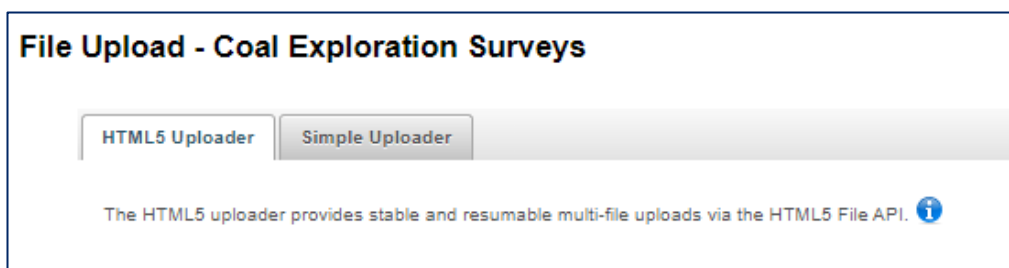 File Upload - Coal Exploration Surveys
HTML5 Uploader Simple Uploader
The HTML5 uploader provides stable and resumable multi-file uploads via the HTML5 File API.